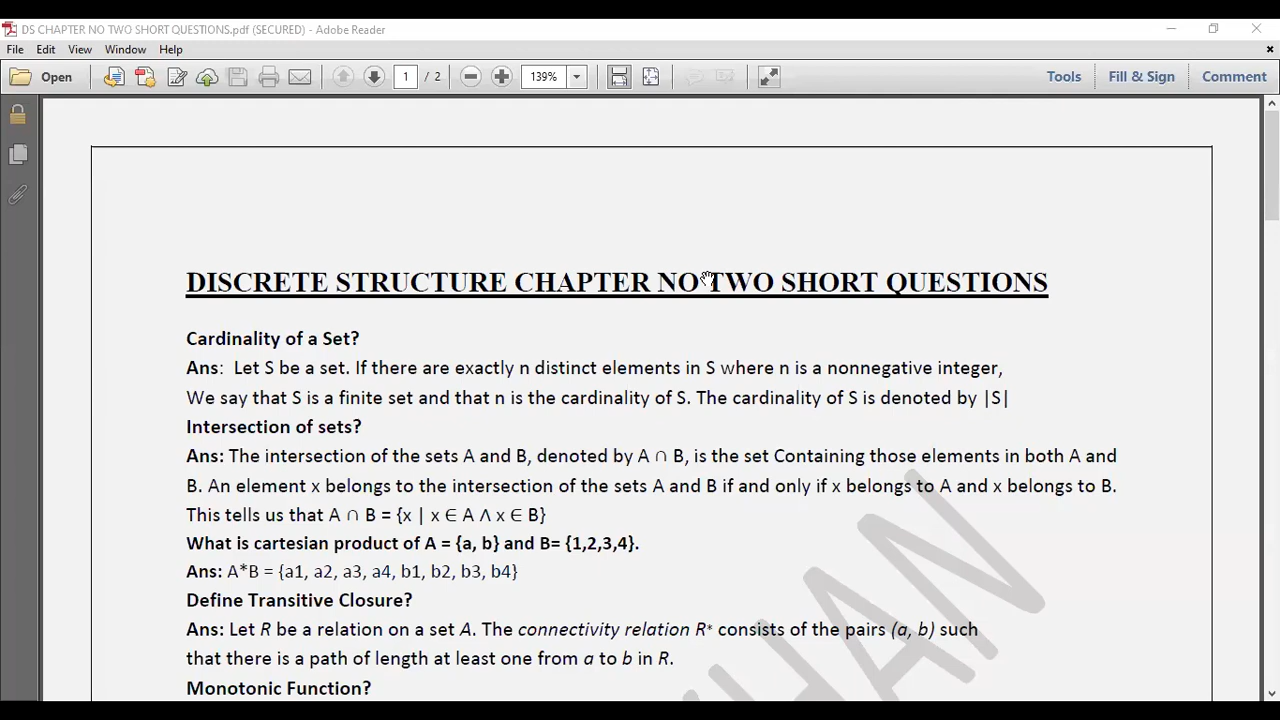 DS CHAPTER NO TWO SHORT QUESTIONS.pdf (SECURED) - Adobe Reader
File Edit View Window Help
Open 1 / 2 139% Tools Fill & Sign Comment
DISCRETE STRUCTURE CHAPTER NO TWO SHORT QUESTIONS
Cardinality of a Set?
Ans: Let S be a set. If there are exactly n distinct elements in S where n is a nonnegative integer,
We say that S is a finite set and that n is the cardinality of S. The cardinality of S is denoted by |S|
Intersection of sets?
Ans: The intersection of the sets A and B, denoted by A ∩ B, is the set Containing those elements in both A and
B. An element x belongs to the intersection of the sets A and B if and only if x belongs to A and x belongs to B.
This tells us that A ∩ B = {x | x ∈ A ∧ x ∈ B}
What is cartesian product of A = {a, b} and B= {1,2,3,4}.
Ans: A*B = {a1, a2, a3, a4, b1, b2, b3, b4}
Define Transitive Closure?
Ans: Let R be a relation on a set A. The connectivity relation R* consists of the pairs (a, b) such
that there is a path of length at least one from a to b in R.
Monotonic Function?